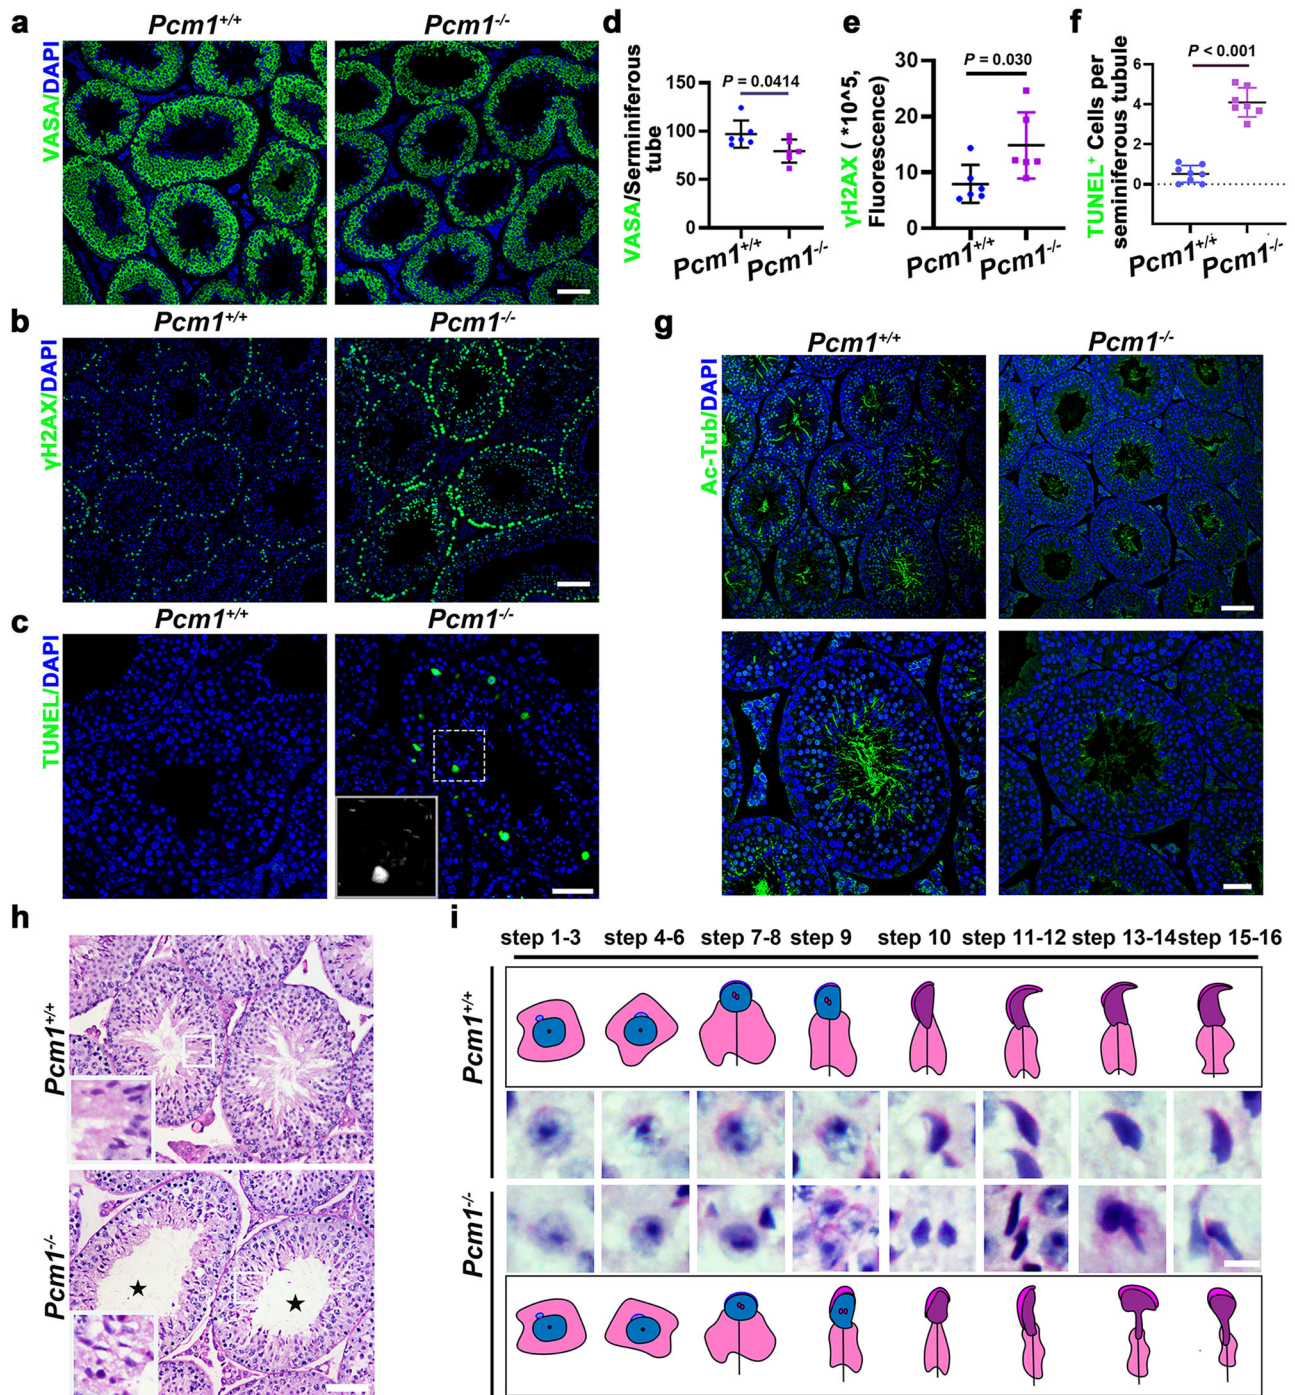 a
Pcm1+/+
Pcm1-/-
VASA/DAPI
b
Pcm1+/+
Pcm1-/-
γH2AX/DAPI
c
Pcm1+/+
Pcm1-/-
TUNEL/DAPI
d
P = 0.0414
VASA/Serminiferous
tube
150
100
50
0
Pcm1+/+
Pcm1-/-
e
P = 0.030
γH2AX ( *10^5,
Fluorescence)
30
20
10
0
Pcm1+/+
Pcm1-/-
f
P < 0.001
TUNEL+ Cells per
seminiferous tubule
6
4
2
0
Pcm1+/+
Pcm1-/-
g
Pcm1+/+
Pcm1-/-
Ac-Tub/DAPI
h
Pcm1+/+
Pcm1-/-
i
step 1-3 step 4-6 step 7-8 step 9 step 10 step 11-12 step 13-14 step 15-16
Pcm1+/+
Pcm1-/-